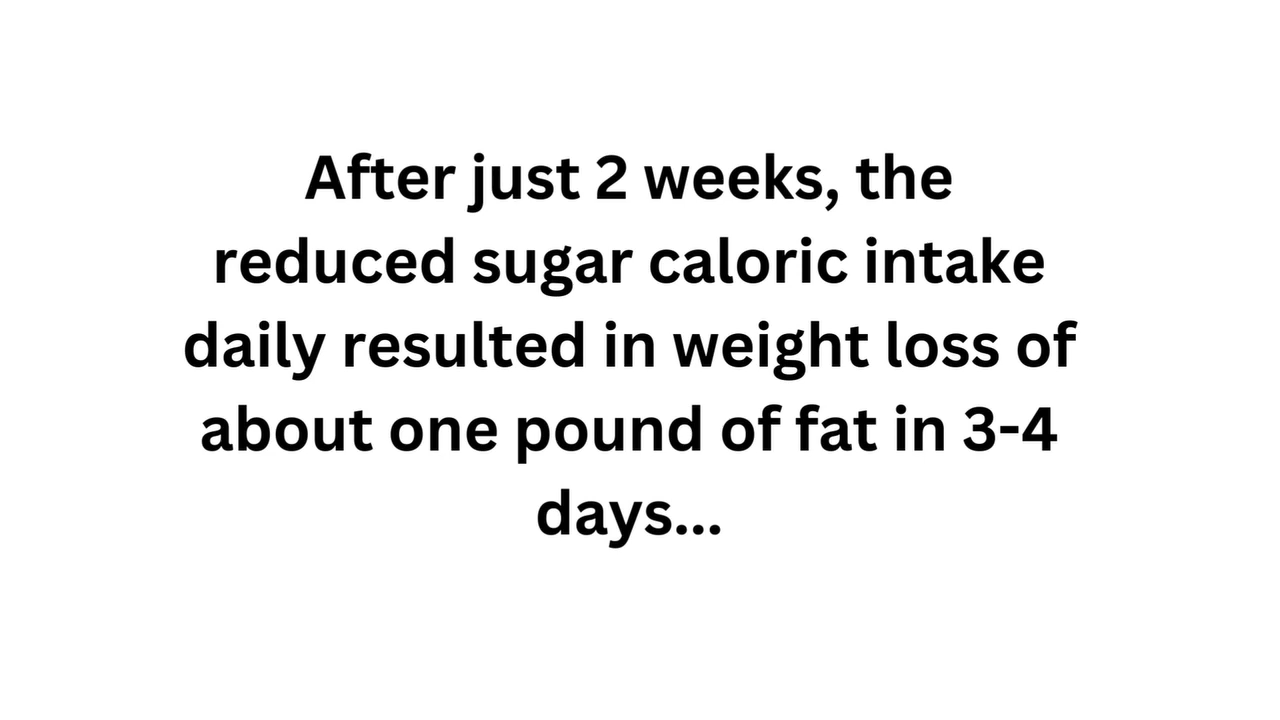 After just 2 weeks, the
reduced sugar caloric intake
daily resulted in weight loss of
about one pound of fat in 3-4
days...